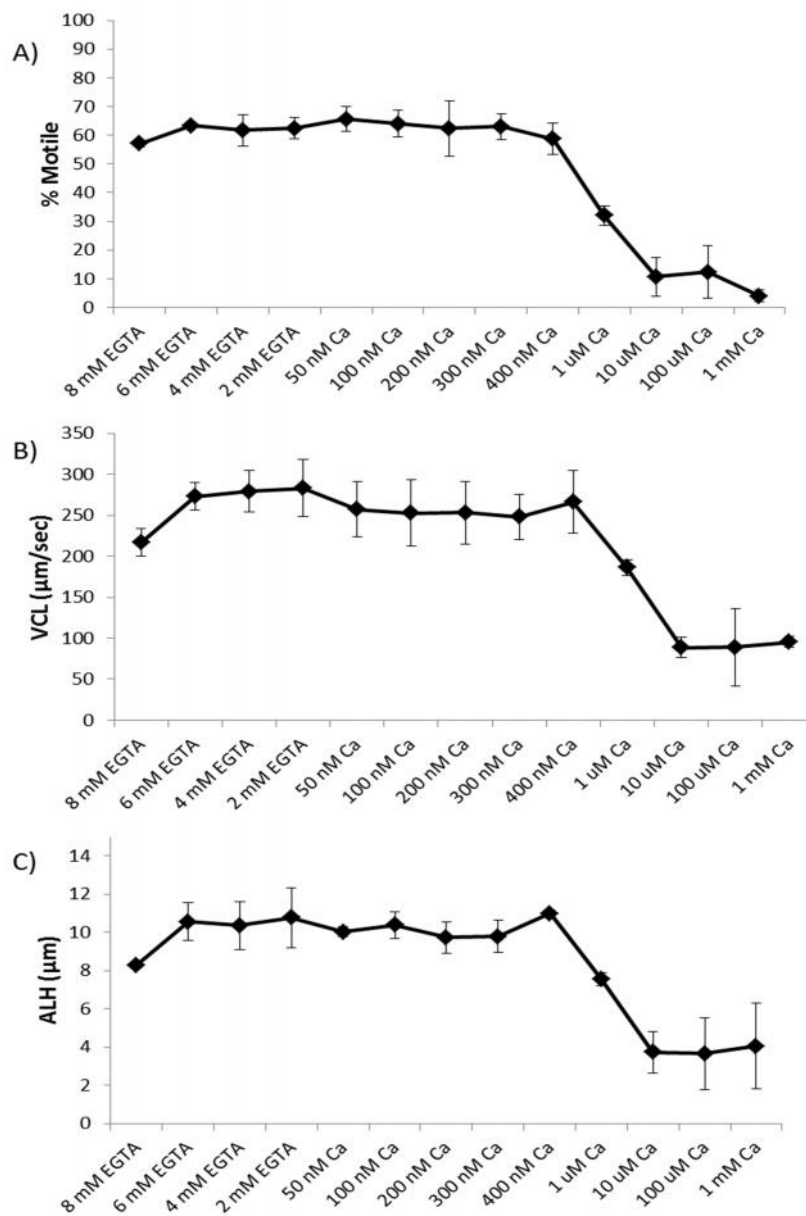 A)
% Motile
100
90
80
70
60
50
40
30
20
10
0
8 mM EGTA
6 mM EGTA
4 mM EGTA
2 mM EGTA
50 nM Ca
100 nM Ca
200 nM Ca
300 nM Ca
400 nM Ca
1 uM Ca
10 uM Ca
100 uM Ca
1 mM Ca
B)
VCL (µm/sec)
350
300
250
200
150
100
50
0
8 mM EGTA
6 mM EGTA
4 mM EGTA
2 mM EGTA
50 nM Ca
100 nM Ca
200 nM Ca
300 nM Ca
400 nM Ca
1 uM Ca
10 uM Ca
100 uM Ca
1 mM Ca
C)
ALH (µm)
14
12
10
8
6
4
2
0
8 mM EGTA
6 mM EGTA
4 mM EGTA
2 mM EGTA
50 nM Ca
100 nM Ca
200 nM Ca
300 nM Ca
400 nM Ca
1 uM Ca
10 uM Ca
100 uM Ca
1 mM Ca